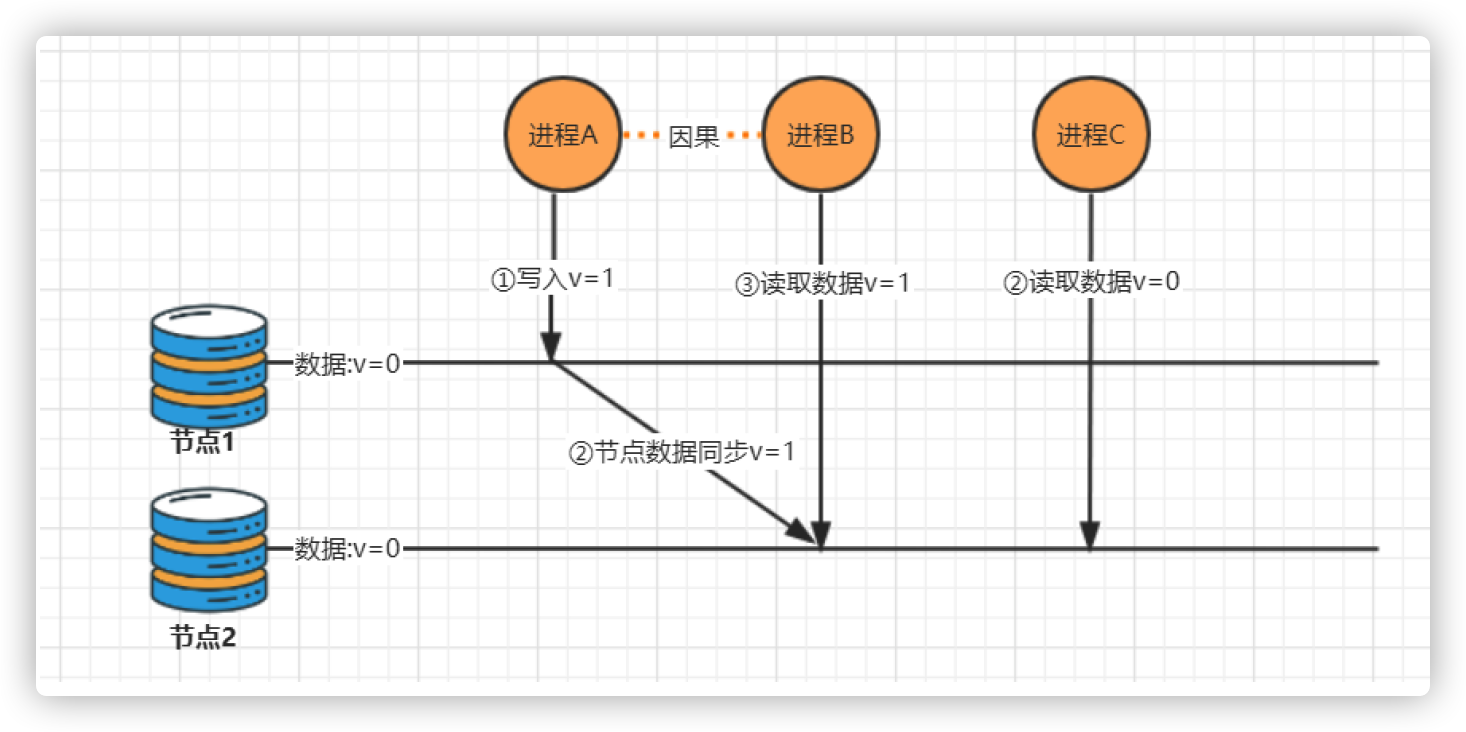 进程A
因果
进程B
进程C
①写入v=1
③读取数据v=1
②读取数据v=0
数据:v=0
节点1
②节点数据同步v=1
数据:v=0
节点2